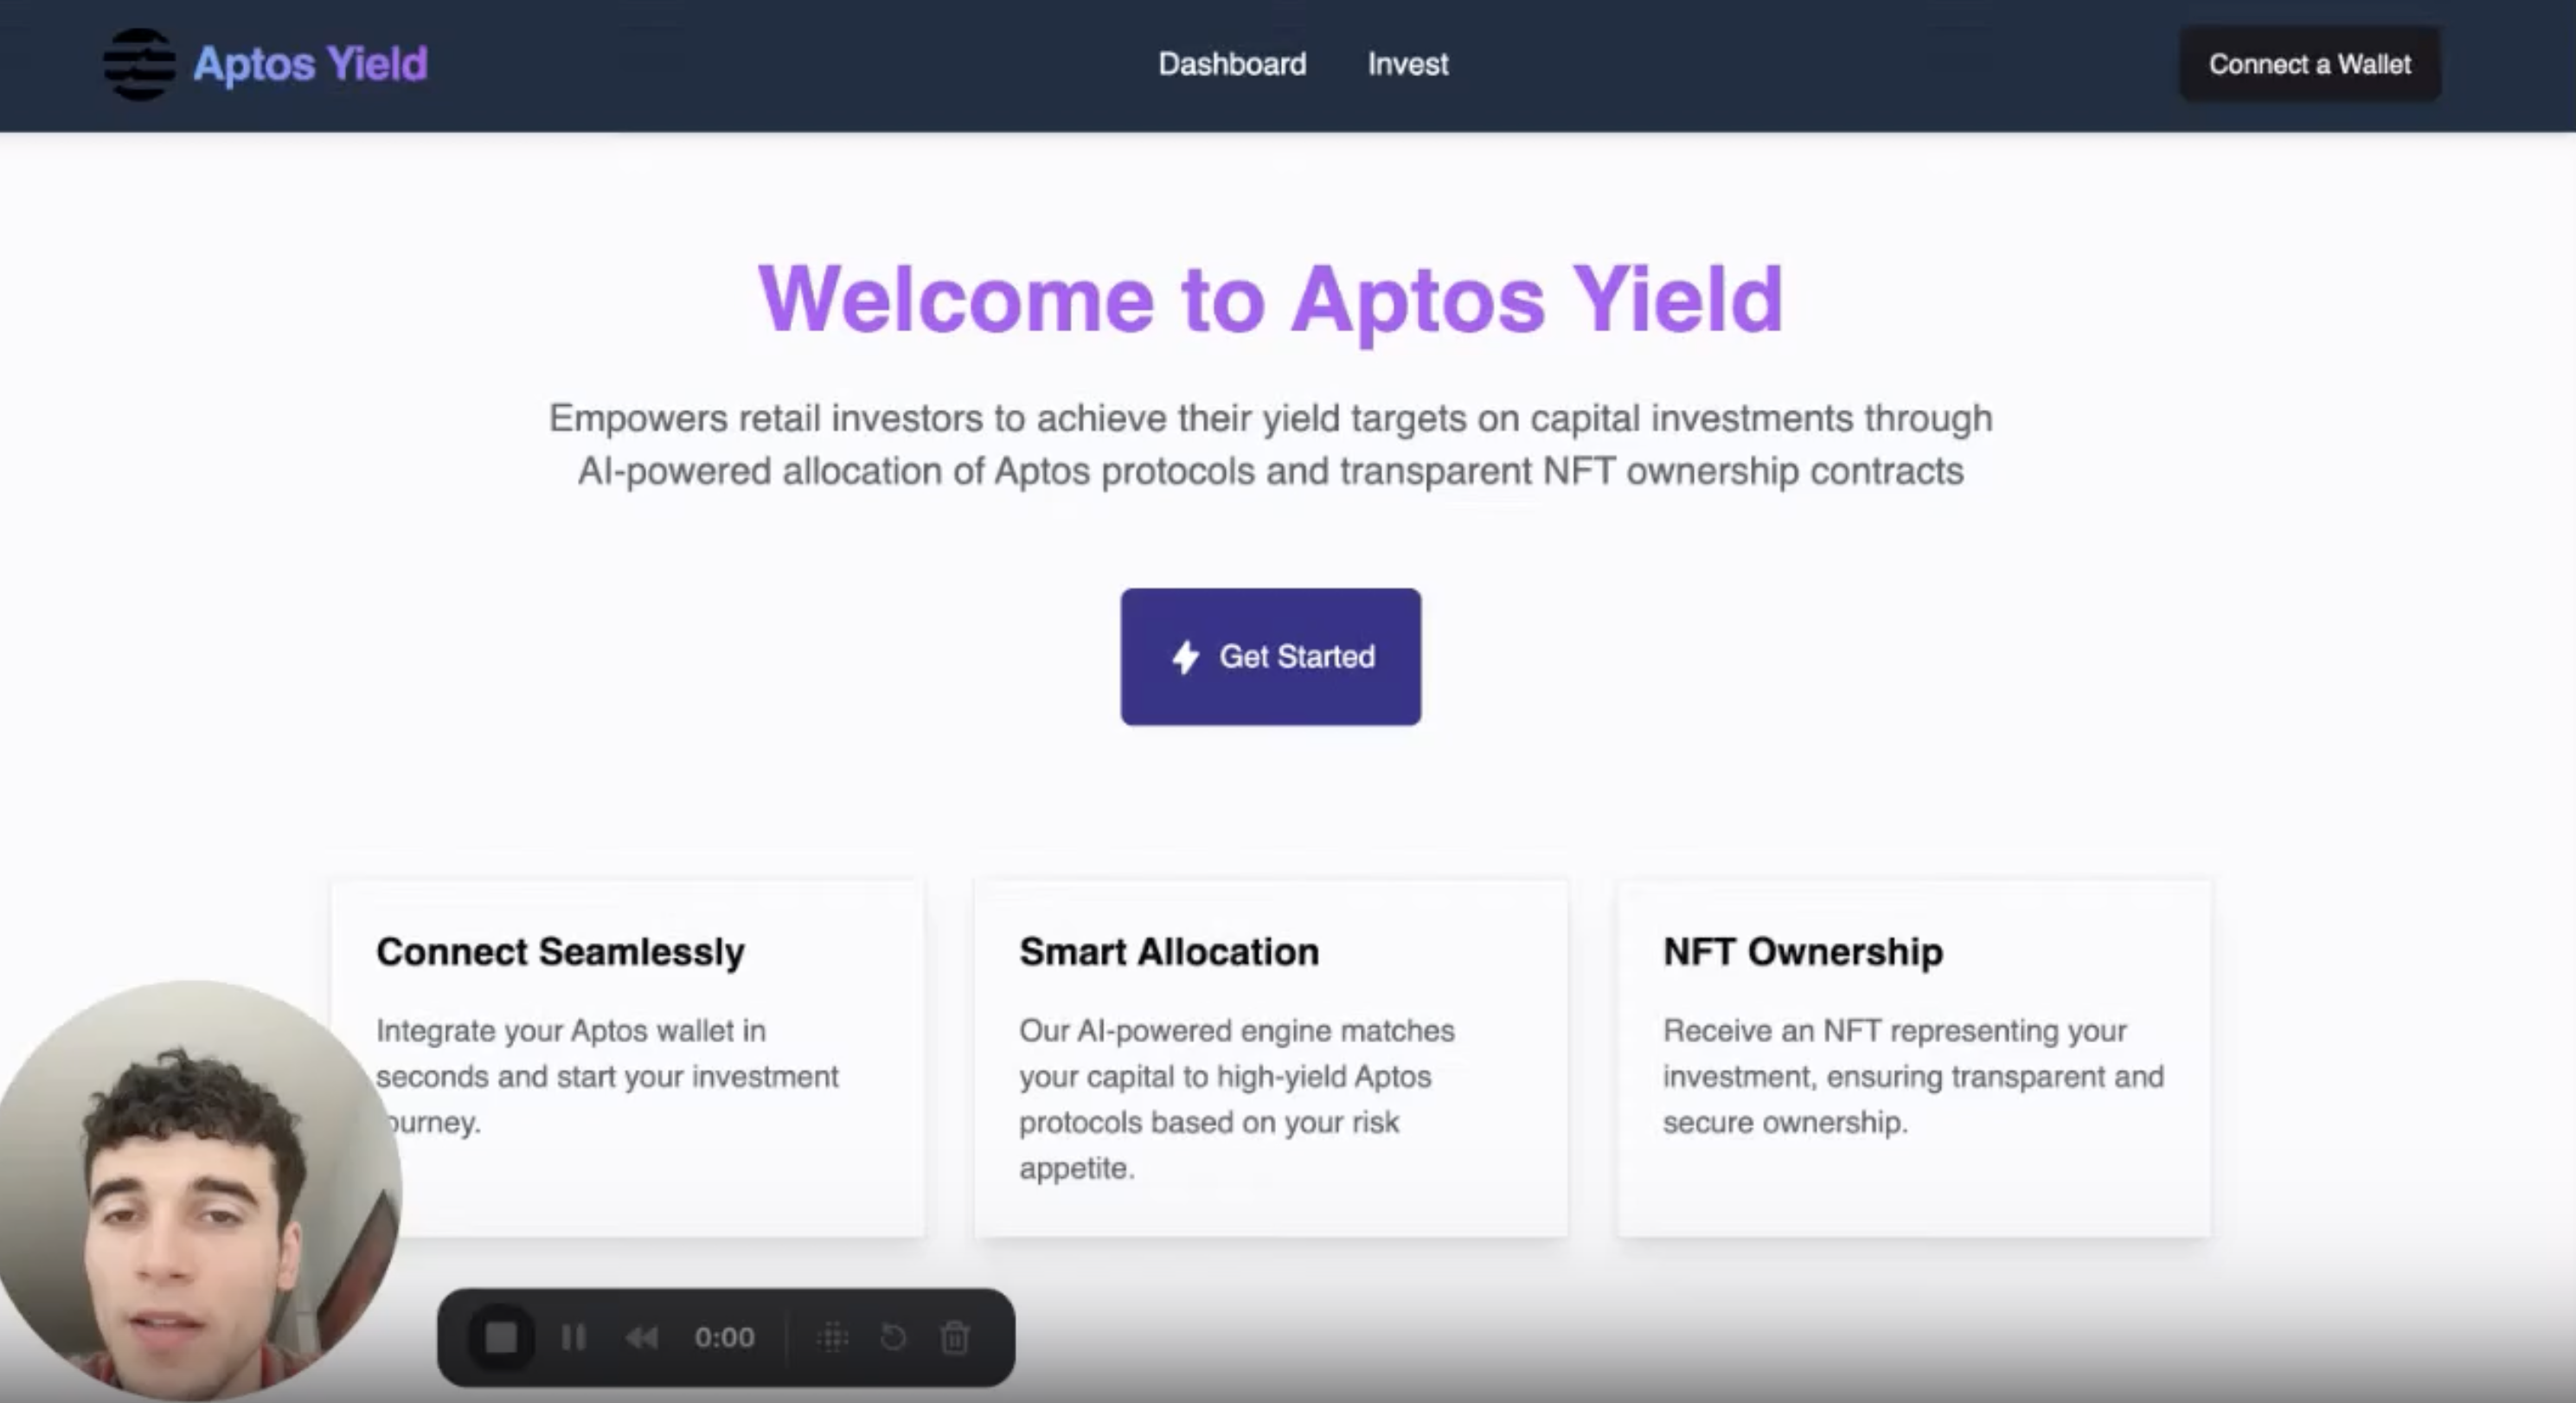 Aptos Yield
Dashboard
Invest
Connect a Wallet
Welcome to Aptos Yield
Empowers retail investors to achieve their yield targets on capital investments through
AI-powered allocation of Aptos protocols and transparent NFT ownership contracts
Get Started
Connect Seamlessly
Integrate your Aptos wallet in
seconds and start your investment
ourney.
Smart Allocation
Our AI-powered engine matches
your capital to high-yield Aptos
protocols based on your risk
appetite.
NFT Ownership
Receive an NFT representing your
investment, ensuring transparent and
secure ownership.
0:00